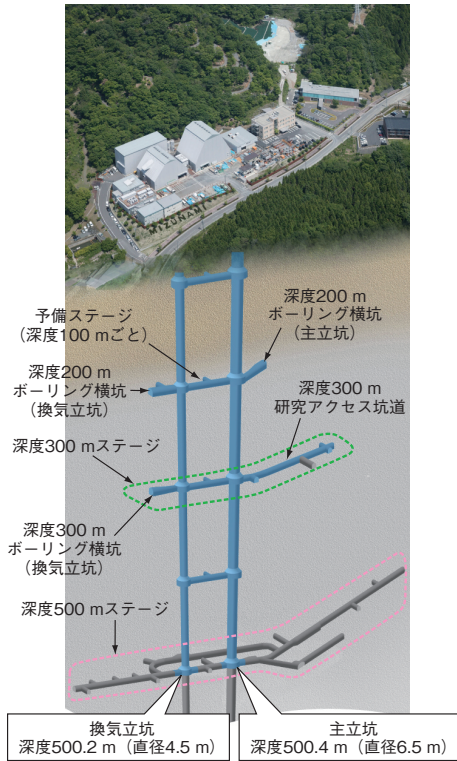 MIZUNAMI
予備ステージ
（深度100 mごと）
深度200 m
ボーリング横坑
（主立坑）
深度200 m
ボーリング横坑
（換気立坑）
深度300 m
研究アクセス坑道
深度300 mステージ
深度300 m
ボーリング横坑
（換気立坑）
深度500 mステージ
換気立坑
深度500.2 m（直径4.5 m）
主立坑
深度500.4 m（直径6.5 m）